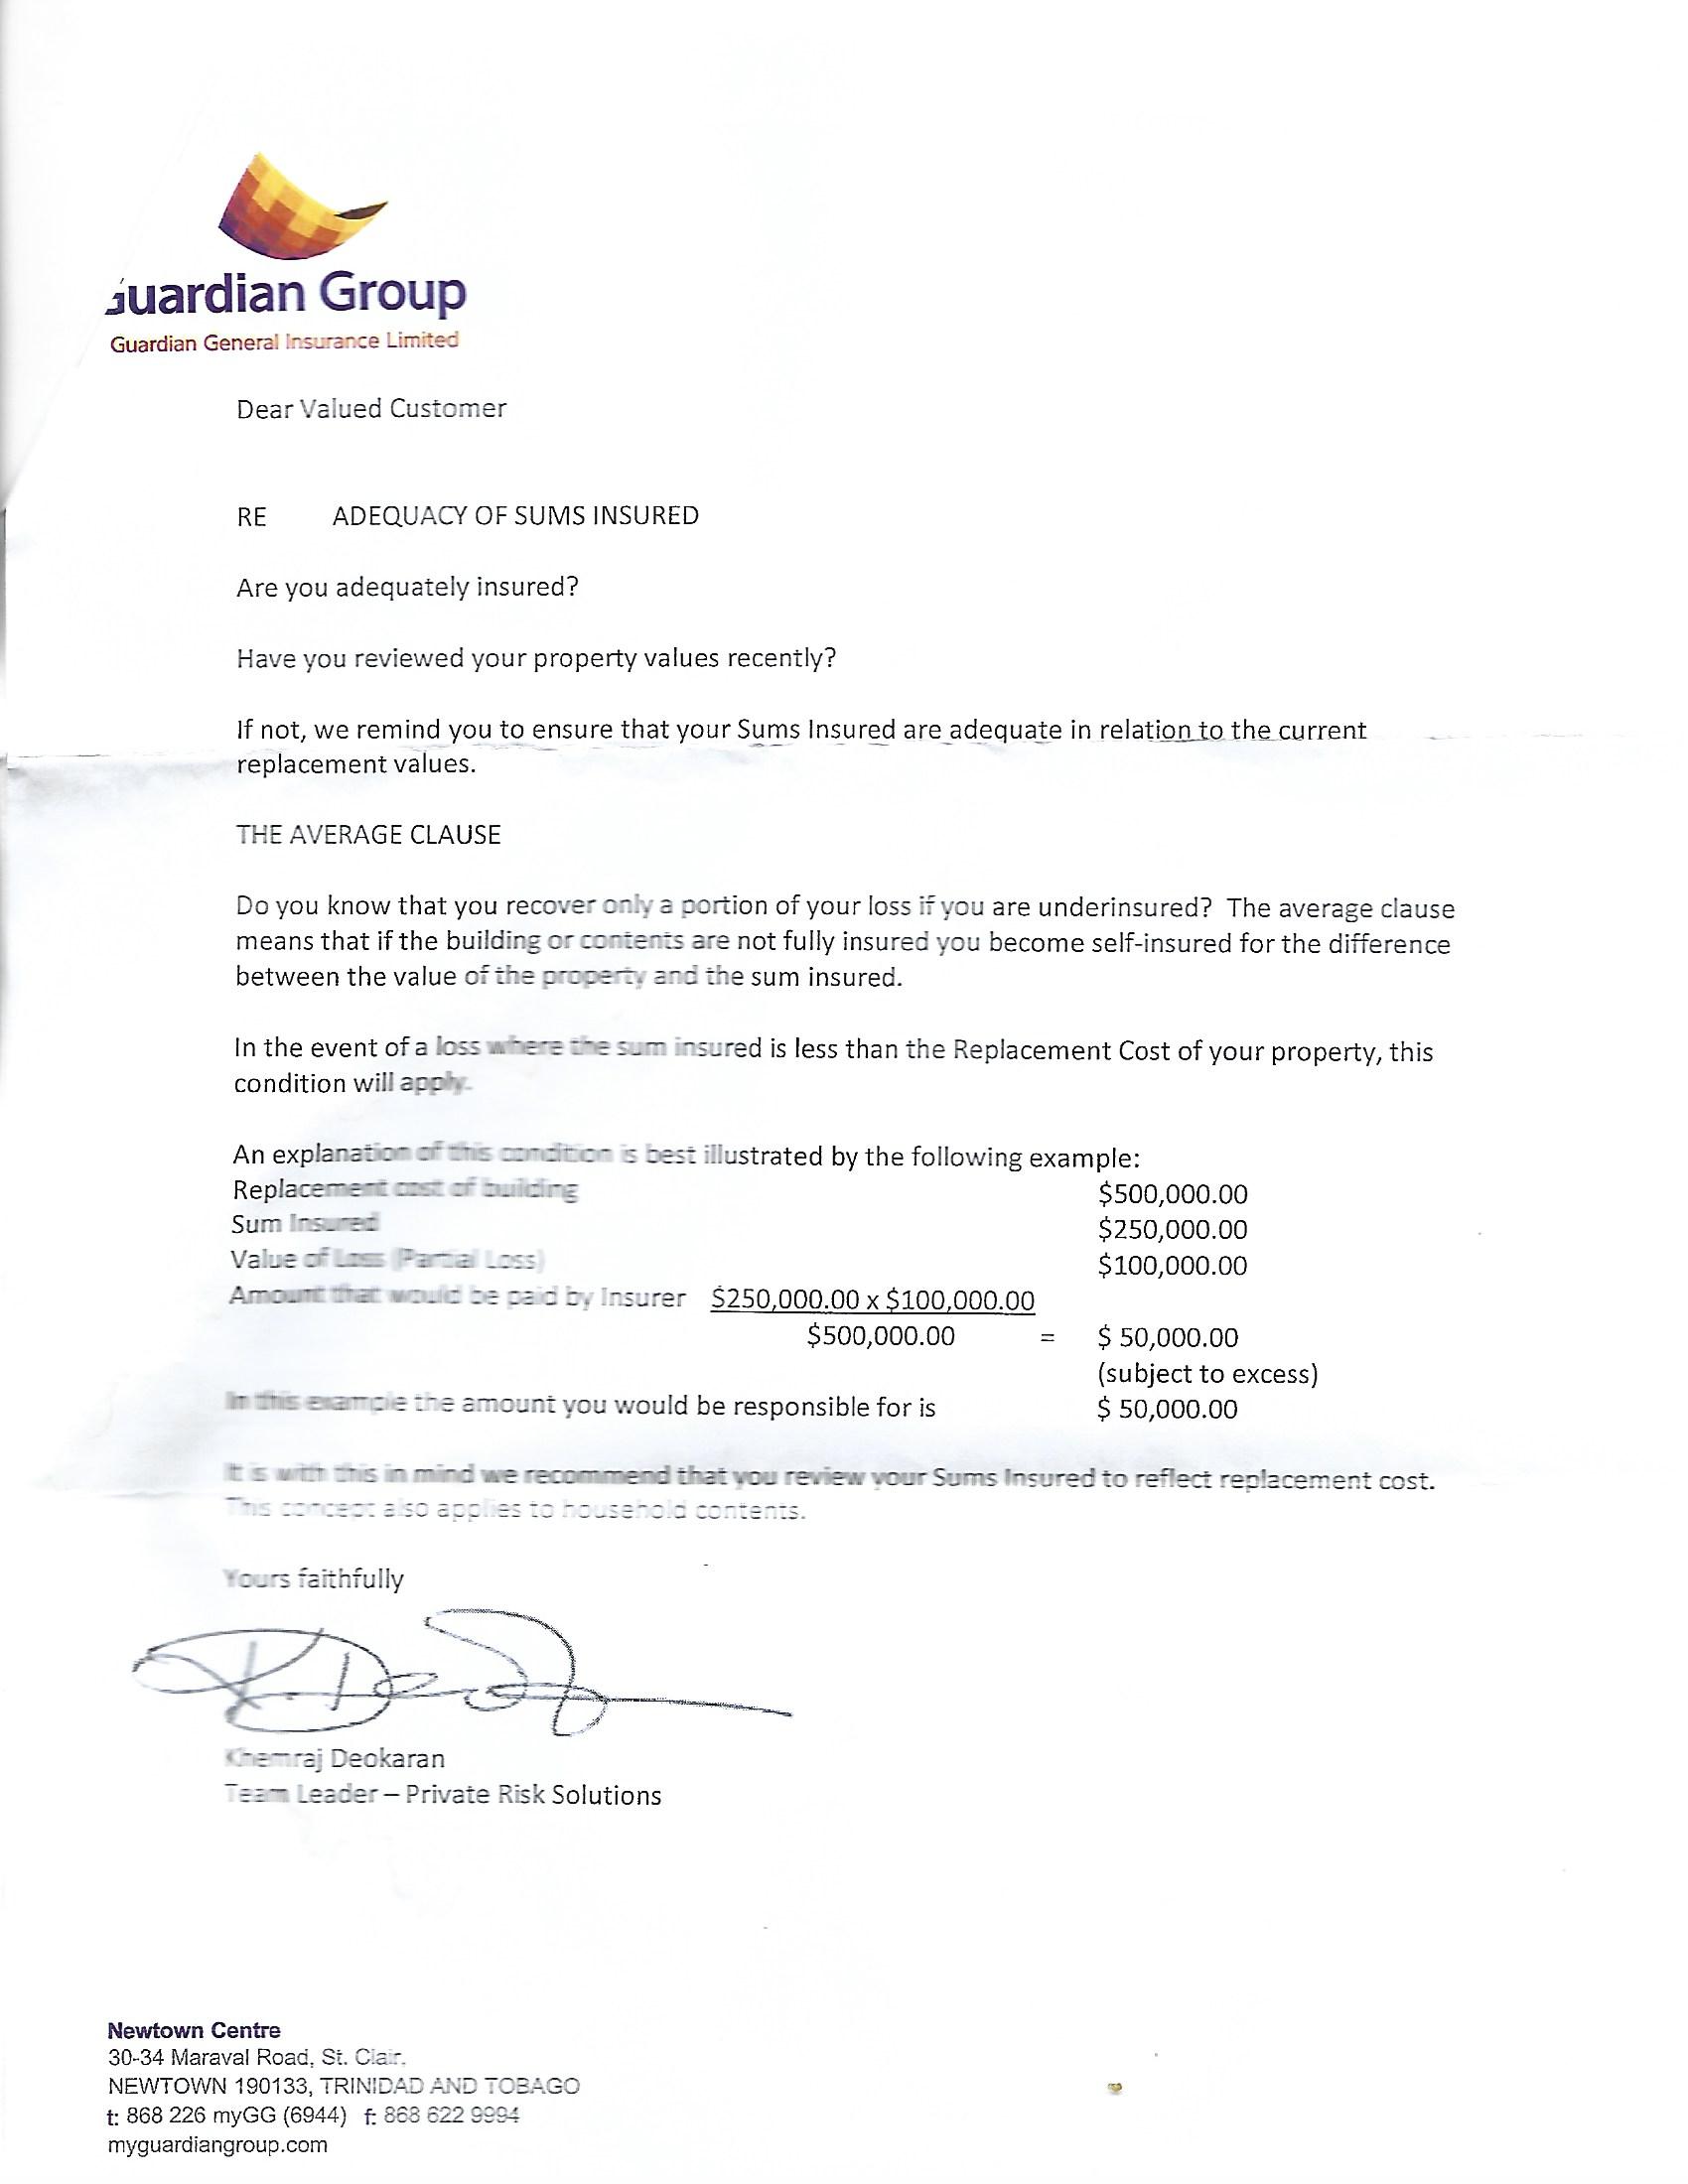 Guardian Group
Guardian General Insurance Limited
Dear Valued Customer
RE ADEQUACY OF SUMS INSURED
Are you adequately insured?
Have you reviewed your property values recently?
If not, we remind you to ensure that your Sums Insured are adequate in relation to the current
replacement values.
THE AVERAGE CLAUSE
Do you know that you recover only a portion of your loss if you are underinsured? The average clause
means that if the building or contents are not fully insured you become self-insured for the difference
between the value of the property and the sum insured.
In the event of a loss where the sum insured is less than the Replacement Cost of your property, this
condition will apply.
An explanation of this condition is best illustrated by the following example:
Replacement cost of building $500,000.00
Sum Insured $250,000.00
Value of Loss (Partial Loss) $100,000.00
Amount that would be paid by Insurer $250,000.00 x $100,000.00
$500,000.00 = $ 50,000.00
(subject to excess)
In this example the amount you would be responsible for is $ 50,000.00
It is with this in mind we recommend that you review your Sums Insured to reflect replacement cost.
This concept also applies to household contents.
Yours faithfully
Khemraj Deokaran
Team Leader – Private Risk Solutions
Newtown Centre
30-34 Maraval Road, St. Clair.
NEWTOWN 190133, TRINIDAD AND TOBAGO
t: 868 226 myGG (6944) f: 868 622 9994
myguardiangroup.com